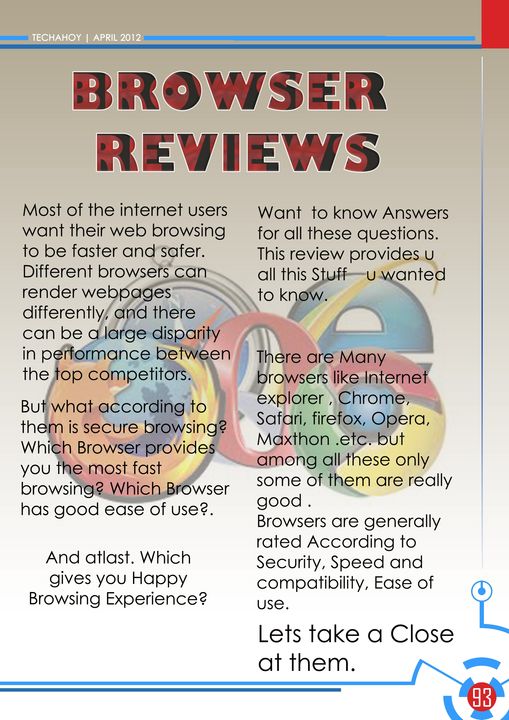 TECHAHOY | APRIL 2012
BROWSER
REVIEWS
Most of the internet users
want their web browsing
to be faster and safer.
Different browsers can
render webpages
differently, and there
can be a large disparity
in performance between
the top competitors.
But what according to
them is secure browsing?
Which Browser provides
you the most fast
browsing? Which Browser
has good ease of use?.
And atlast. Which
gives you Happy
Browsing Experience?
Want to know Answers
for all these questions.
This review provides u
all this Stuff u wanted
to know.
There are Many
browsers like Internet
explorer , Chrome,
Safari, firefox, Opera,
Maxthon .etc. but
among all these only
some of them are really
good .
Browsers are generally
rated According to
Security, Speed and
compatibility, Ease of
use.
Lets take a Close
at them.
93